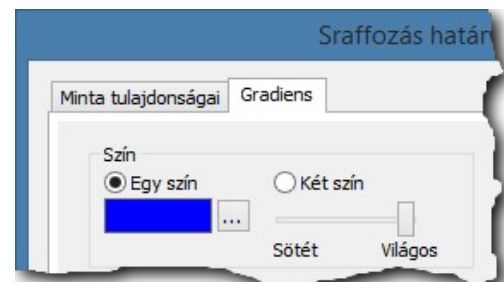 Sraffozás határ
Minta tulajdonságai Gradiens
Szín
Egy szín Két szín
...
Sötét Világos